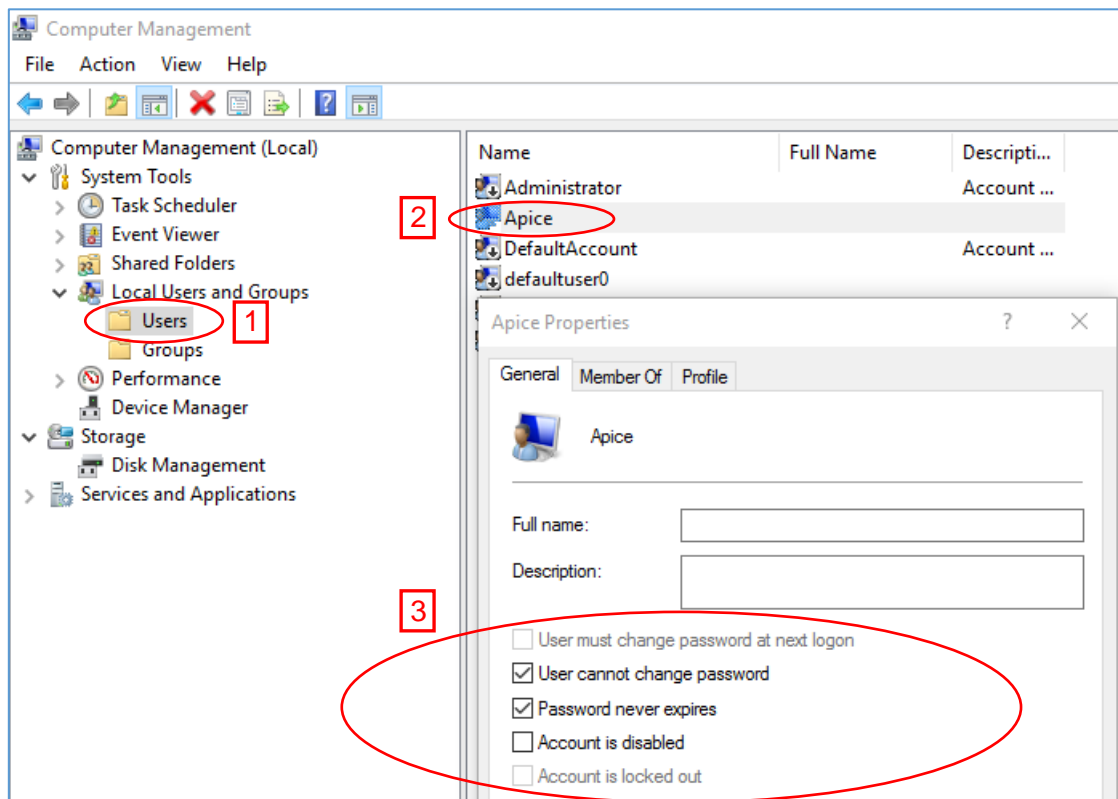 Computer Management
File Action View Help
Computer Management (Local)
System Tools
Task Scheduler
Event Viewer
Shared Folders
Local Users and Groups
Users
1
Groups
Performance
Device Manager
Storage
Disk Management
Services and Applications
Name Full Name Descripti...
Administrator Account ...
2
Apice
DefaultAccount Account ...
defaultuser0
Apice Properties ?
General Member Of Profile
Apice
Full name:
Description:
3
User must change password at next logon
User cannot change password
Password never expires
Account is disabled
Account is locked out